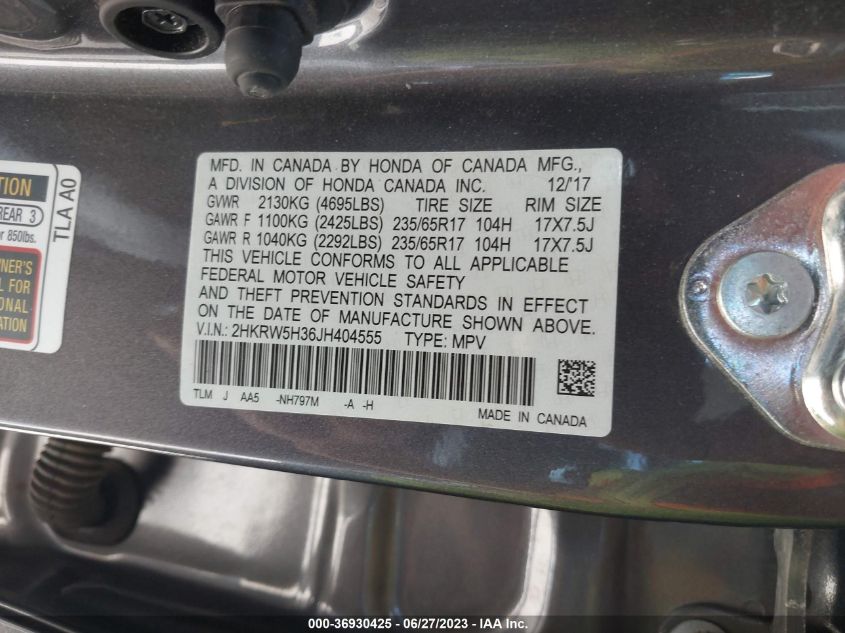 MFD. IN CANADA BY HONDA OF CANADA MFG.,
A DIVISION OF HONDA CANADA INC. 12/'17
GVWR 2130KG (4695LBS) TIRE SIZE RIM SIZE
GAWR F 1100KG (2425LBS) 235/65R17 104H 17X7.5J
GAWR R 1040KG (2292LBS) 235/65R17 104H 17X7.5J
THIS VEHICLE CONFORMS TO ALL APPLICABLE
FEDERAL MOTOR VEHICLE SAFETY
AND THEFT PREVENTION STANDARDS IN EFFECT
ON THE DATE OF MANUFACTURE SHOWN ABOVE.
V.I.N.: 2HKRW5H36JH404555 TYPE: MPV
TLM J AA5 -NH797M -A -H
MADE IN CANADA
TLA A0
REAR 3
850lbs.
FOR
000-36930425 - 06/27/2023 - IAA Inc.